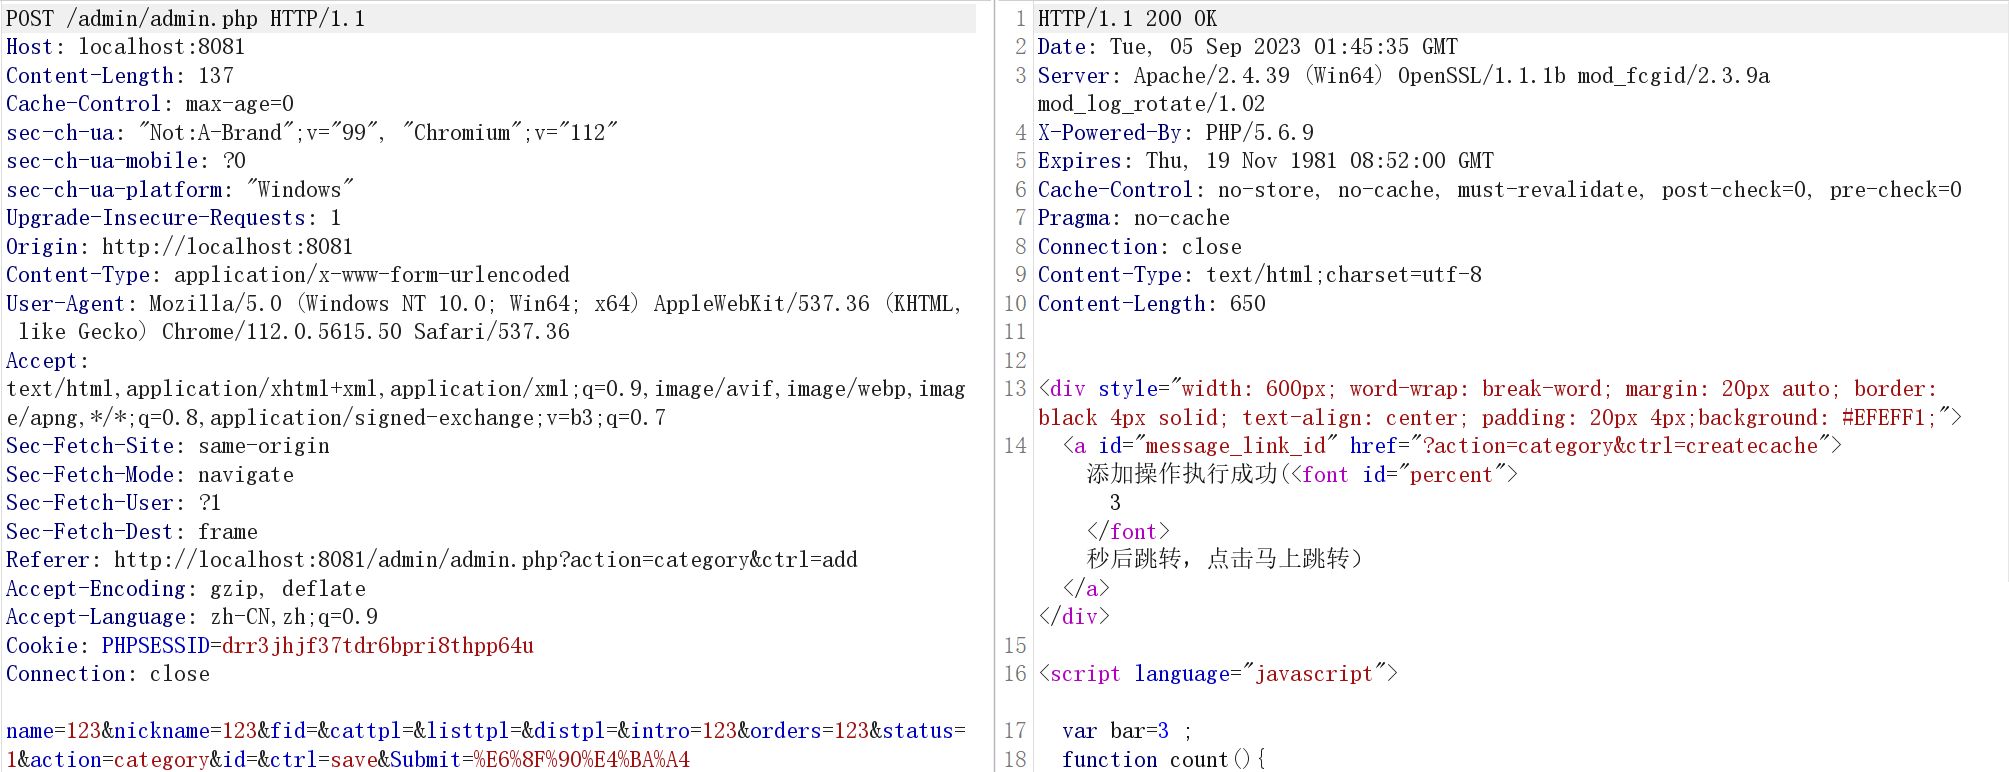 POST /admin/admin.php HTTP/1.1
Host: localhost:8081
Content-Length: 137
Cache-Control: max-age=0
sec-ch-ua: "Not:A-Brand";v="99", "Chromium";v="112"
sec-ch-ua-mobile: ?0
sec-ch-ua-platform: "Windows"
Upgrade-Insecure-Requests: 1
Origin: http://localhost:8081
Content-Type: application/x-www-form-urlencoded
User-Agent: Mozilla/5.0 (Windows NT 10.0; Win64; x64) AppleWebKit/537.36 (KHTML,
like Gecko) Chrome/112.0.5615.50 Safari/537.36
Accept:
text/html,application/xhtml+xml,application/xml;q=0.9,image/avif,image/webp,imag
e/apng,*/*;q=0.8,application/signed-exchange;v=b3;q=0.7
Sec-Fetch-Site: same-origin
Sec-Fetch-Mode: navigate
Sec-Fetch-User: ?1
Sec-Fetch-Dest: frame
Referer: http://localhost:8081/admin/admin.php?action=category&ctrl=add
Accept-Encoding: gzip, deflate
Accept-Language: zh-CN,zh;q=0.9
Cookie: PHPSESSID=drr3jhjf37tdr6bpri8thpp64u
Connection: close
name=123&nickname=123&fid=&cattpl=&listtpl=&distpl=&intro=123&orders=123&status=
1&action=category&id=&ctrl=save&Submit=%E6%8F%90%E4%BA%A4
1 HTTP/1.1 200 OK
2 Date: Tue, 05 Sep 2023 01:45:35 GMT
3 Server: Apache/2.4.39 (Win64) OpenSSL/1.1.1b mod_fcgid/2.3.9a
mod_log_rotate/1.02
4 X-Powered-By: PHP/5.6.9
5 Expires: Thu, 19 Nov 1981 08:52:00 GMT
6 Cache-Control: no-store, no-cache, must-revalidate, post-check=0, pre-check=0
7 Pragma: no-cache
8 Connection: close
9 Content-Type: text/html;charset=utf-8
10 Content-Length: 650
11
12
13 <div style="width: 600px; word-wrap: break-word; margin: 20px auto; border:
black 4px solid; text-align: center; padding: 20px 4px;background: #EFEFF1;">
14 <a id="message_link_id" href="?action=category&ctrl=createcache">
添加操作执行成功(<font id="percent">
3
</font>
秒后跳转，点击马上跳转)
</a>
</div>
15
16 <script language="javascript">
17 var bar=3 ;
18 function count(){